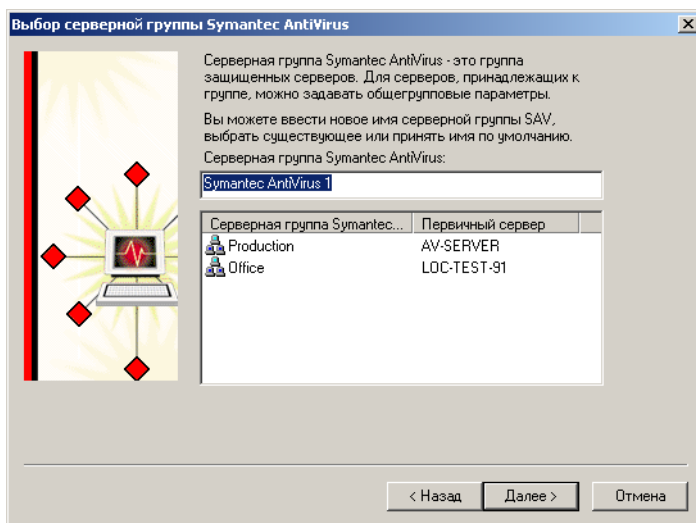 Выбор серверной группы Symantec AntiVirus
Серверная группа Symantec AntiVirus - это группа
защищенных серверов. Для серверов, принадлежащих к
группе, можно задавать общегрупповые параметры.
Вы можете ввести новое имя серверной группы SAV,
выбрать существующее или принять имя по умолчанию.
Серверная группа Symantec AntiVirus:
Symantec AntiVirus 1
Серверная группа Symantec... Первичный сервер
Production AV-SERVER
Office LOC-TEST-91
< Назад Далее > Отмена